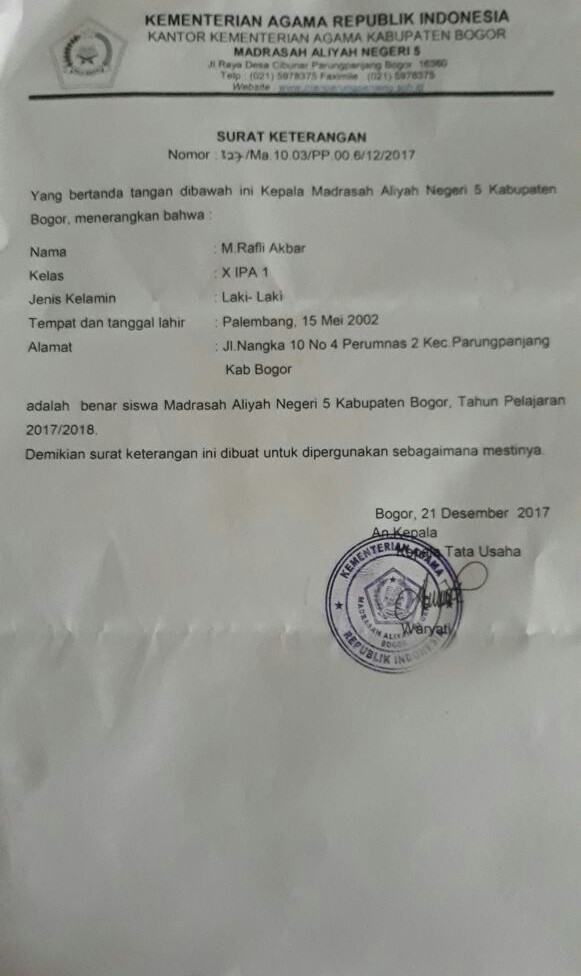 KEMENTERIAN AGAMA REPUBLIK INDONESIA
KANTOR KEMENTERIAN AGAMA KABUPATEN BOGOR
MADRASAH ALIYAH NEGERI 5
Jl Raya Desa Cibunar Parungpanjang Bogor 16360
Telp : (021) 5978375 Faximile : (021) 5978375
Website :
SURAT KETERANGAN
Nomor : 127/Ma.10.03/PP.00.6/12/2017
Yang bertanda tangan dibawah ini Kepala Madrasah Aliyah Negeri 5 Kabupaten
Bogor, menerangkan bahwa :
Nama : M.Rafli Akbar
Kelas : X IPA 1
Jenis Kelamin : Laki- Laki
Tempat dan tanggal lahir : Palembang, 15 Mei 2002
Alamat : Jl.Nangka 10 No 4 Perumnas 2 Kec.Parungpanjang
Kab Bogor
adalah benar siswa Madrasah Aliyah Negeri 5 Kabupaten Bogor, Tahun Pelajaran
2017/2018.
Demikian surat keterangan ini dibuat untuk dipergunakan sebagaimana mestinya.
Bogor, 21 Desember 2017
An.Kepala
Kepala Tata Usaha
Waryati
KEMENTERIAN AGAMA
MADRASAH ALIYAH NEGERI
BOGOR
REPUBLIK INDONESIA